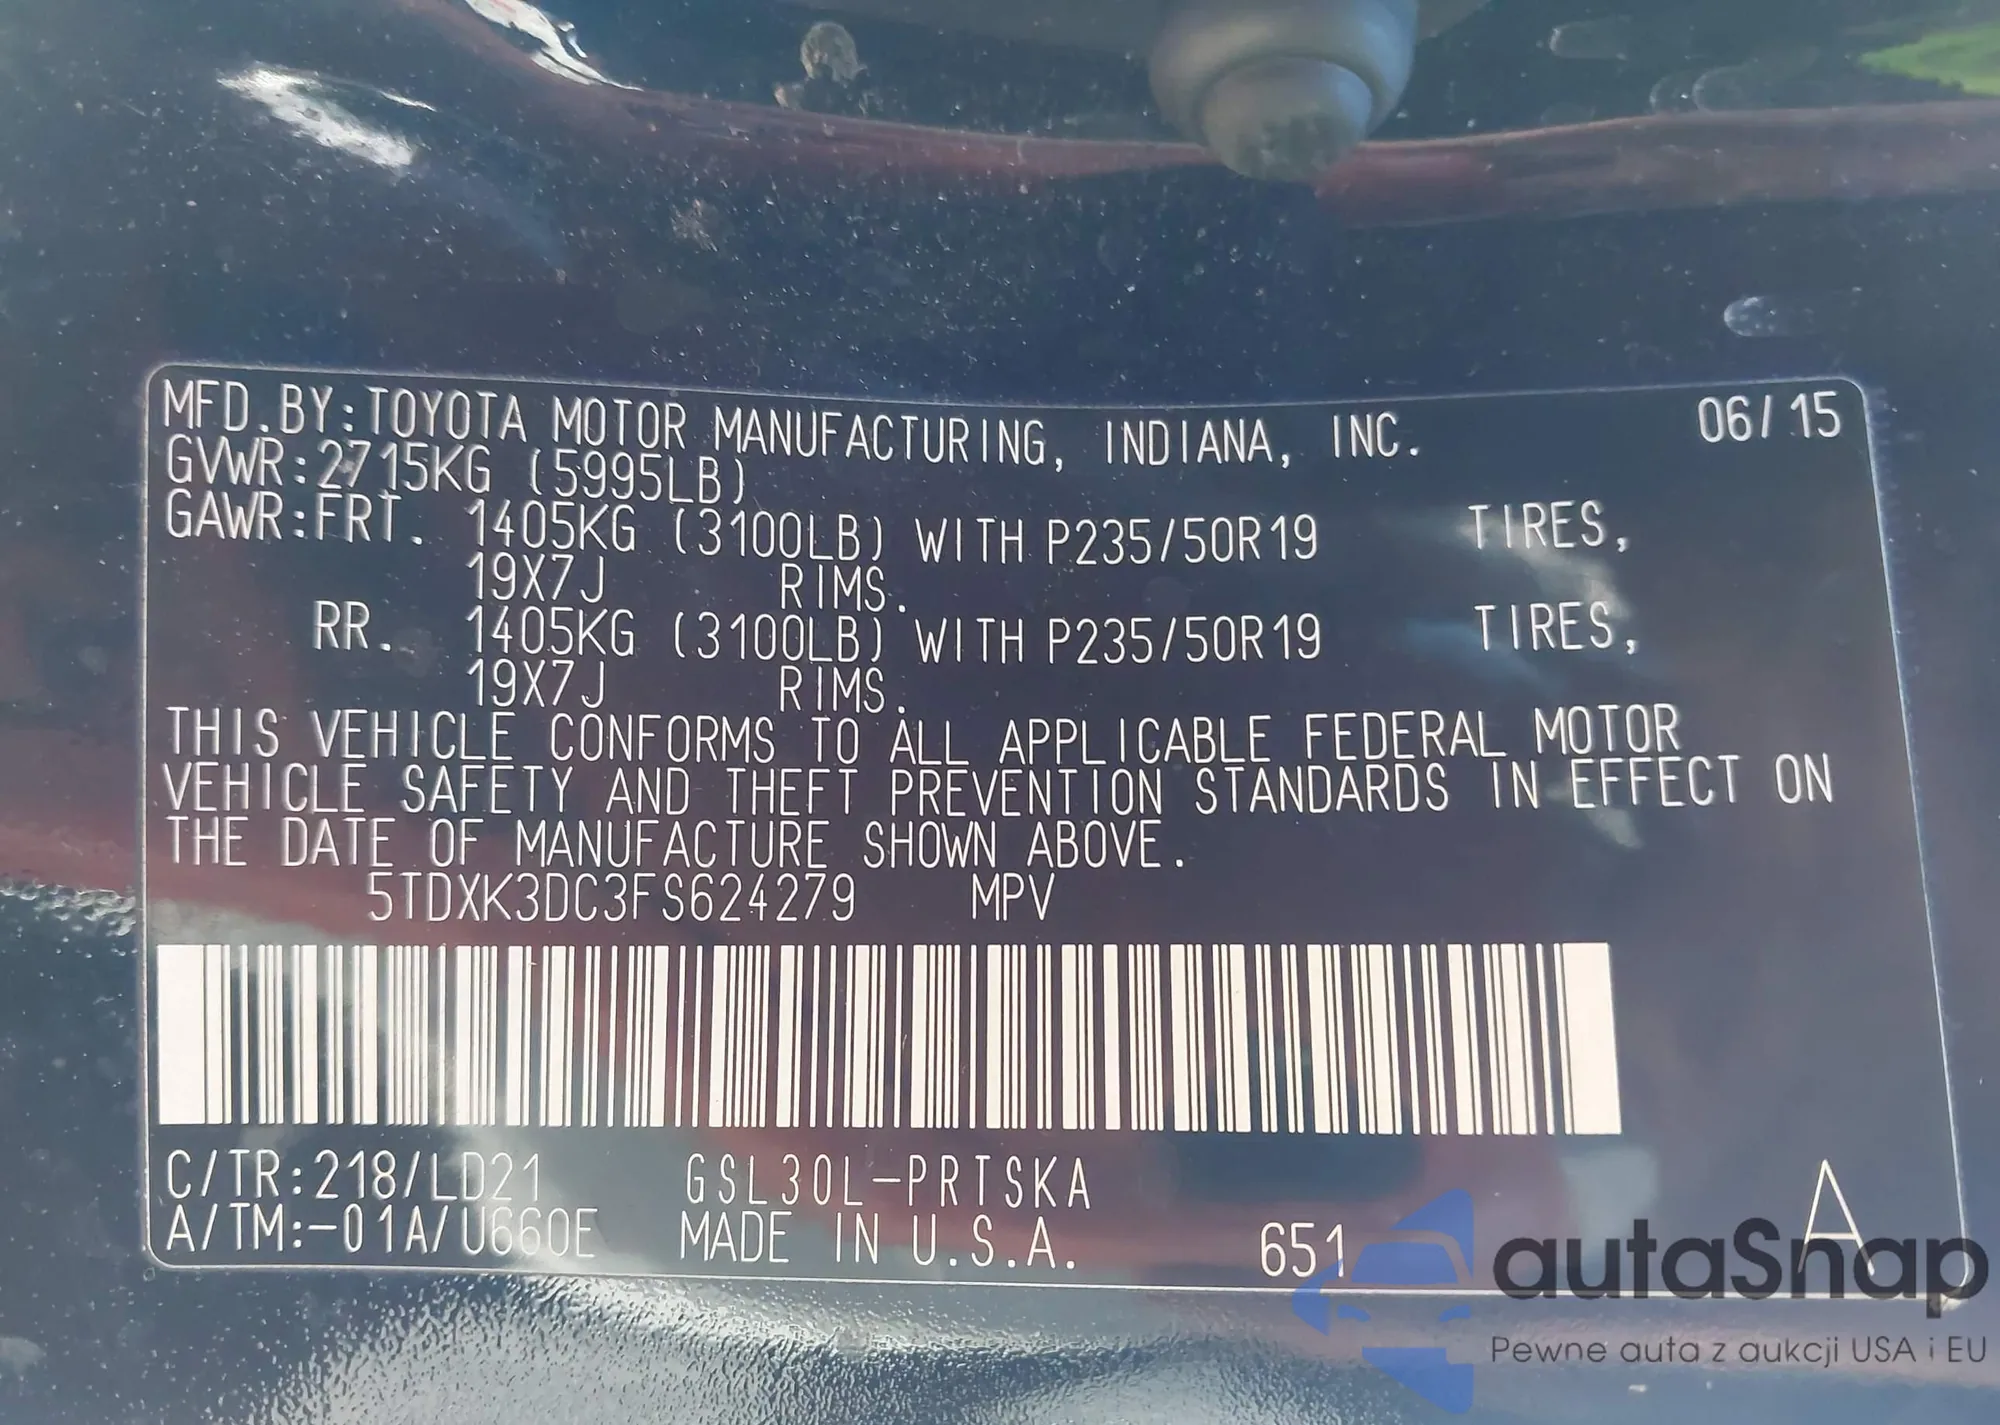 MFD.BY:TOYOTA MOTOR MANUFACTURING, INDIANA, INC. 06/15
GVWR:2715KG (5995LB)
GAWR:FRT. 1405KG (3100LB) WITH P235/50R19 TIRES,
19X7J RIMS.
RR. 1405KG (3100LB) WITH P235/50R19 TIRES,
19X7J RIMS.
THIS VEHICLE CONFORMS TO ALL APPLICABLE FEDERAL MOTOR
VEHICLE SAFETY AND THEFT PREVENTION STANDARDS IN EFFECT ON
THE DATE OF MANUFACTURE SHOWN ABOVE.
5TDXK3DC3FS624279 MPV
C/TR:218/LD21 GSL30L-PRTSKA
A/TM:-01A/U660E MADE IN U.S.A. 651 A
autaSnap
Pewne auta z aukcji USA i EU